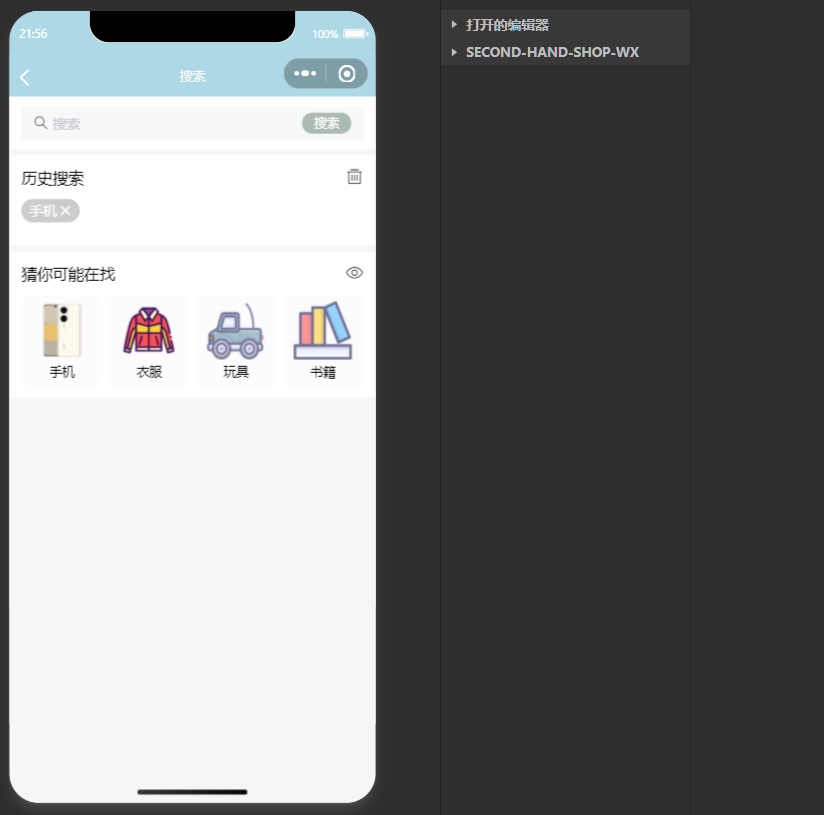 21:56
100%
搜索
搜索
搜索
历史搜索
手机
猜你可能在找
手机
衣服
玩具
书籍
打开的编辑器
SECOND-HAND-SHOP-WX